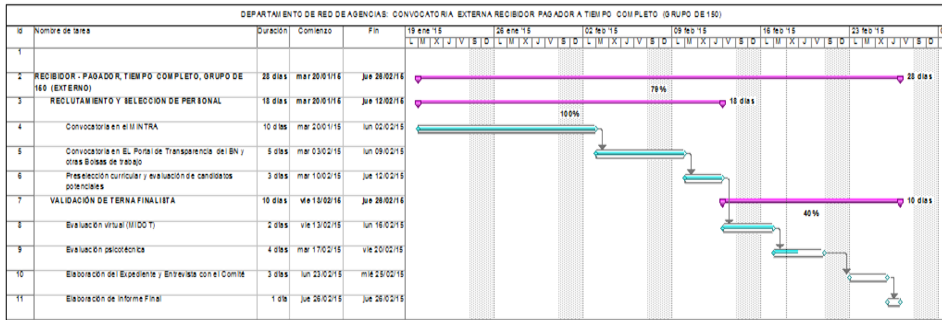 DEPARTAMENTO DE RED DE AGENCIAS: CONVOCATORIA EXTERNA RECIBIDOR PAGADOR A TIEMPO COMPLETO (GRUPO DE 150)
Id Nombre de tarea Duración Comienzo Fin 19 ene '15 26 ene '15 02 feb '15 09 feb '15 16 feb '15 23 feb '15
L M X J V S D L M X J V S D L M X J V S D L M X J V S D L M X J V S D L M X J V S D
1
2 RECIBIDOR - PAGADOR, TIEMPO COMPLETO, GRUPO DE 28 días mar 20/01/15 jue 26/02/15 28 días
150 (EXTERNO) 79%
3 RECLUTAMIENTO Y SELECCION DE PERSONAL 18 días mar 20/01/15 jue 12/02/15 18 días
100%
4 Convocatoria en el MINTRA 10 días mar 20/01/15 lun 02/02/15
5 Convocatoria en EL Portal de Transparencia del BN y 5 días mar 03/02/15 lun 09/02/15
otras Bolsas de trabajo
6 Preselección curricular y evaluación de candidatos 3 días mar 10/02/15 jue 12/02/15
potenciales
7 VALIDACIÓN DE TERNA FINALISTA 10 días vie 13/02/15 jue 26/02/15 10 días
40%
8 Evaluación virtual (MIDOT) 2 días vie 13/02/15 lun 16/02/15
9 Evaluación psicotécnica 4 días mar 17/02/15 vie 20/02/15
10 Elaboración del Expediente y Entrevista con el Comité 3 días lun 23/02/15 mié 25/02/15
11 Elaboración de Informe Final 1 día jue 26/02/15 jue 26/02/15